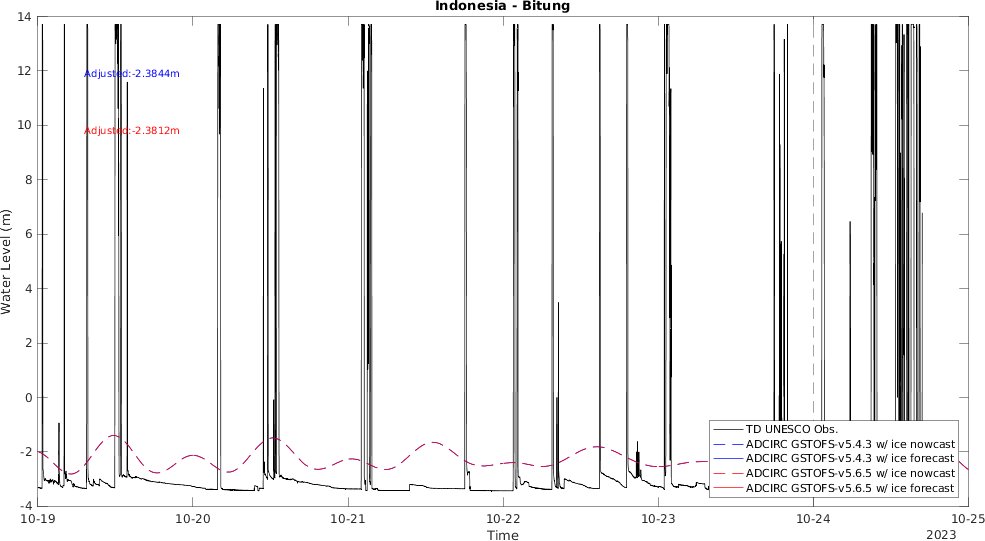 Indonesia - Bitung
Water Level (m)
14
12
10
8
6
4
2
0
-2
-4
Adjusted:-2.3844m
Adjusted:-2.3812m
TD UNESCO Obs.
ADCIRC GSTOFS-v5.4.3 w/ ice nowcast
ADCIRC GSTOFS-v5.4.3 w/ ice forecast
ADCIRC GSTOFS-v5.6.5 w/ ice nowcast
ADCIRC GSTOFS-v5.6.5 w/ ice forecast
10-19 10-20 10-21 10-22 10-23 10-24 10-25
Time
2023